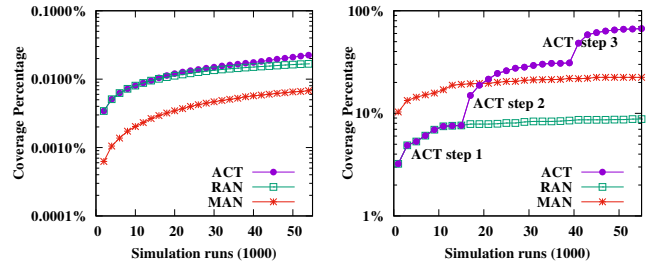 0.1000%
0.0100%
0.0010%
0.0001%
Coverage Percentage
ACT
RAN
MAN
0 10 20 30 40 50
Simulation runs (1000)
100%
10%
1%
Coverage Percentage
ACT step 3
ACT step 2
ACT step 1
ACT
RAN
MAN
0 10 20 30 40 50
Simulation runs (1000)